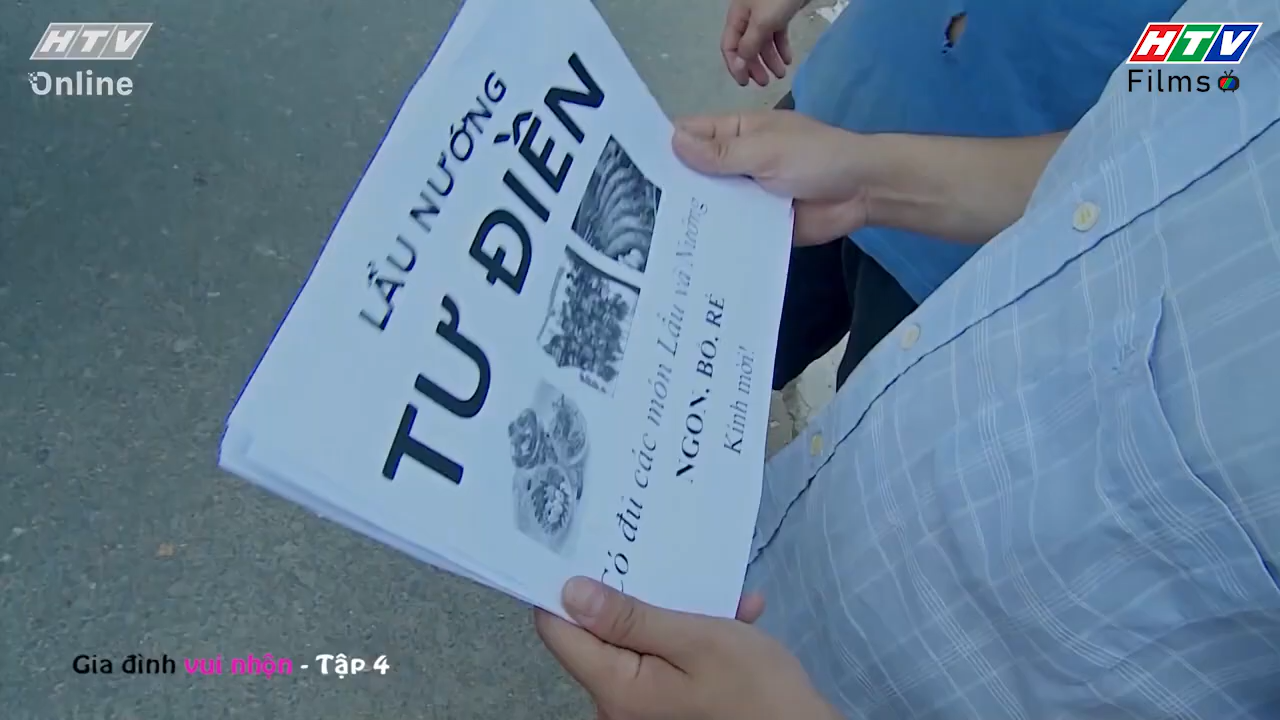 HTV
Online
HTV
Films
LẨU NƯỚNG
TƯ ĐIỀN
Có đủ các món Lẩu và Nướng
NGON, BỔ, RẺ
Kính mời!
Gia đình vui nhộn - Tập 4